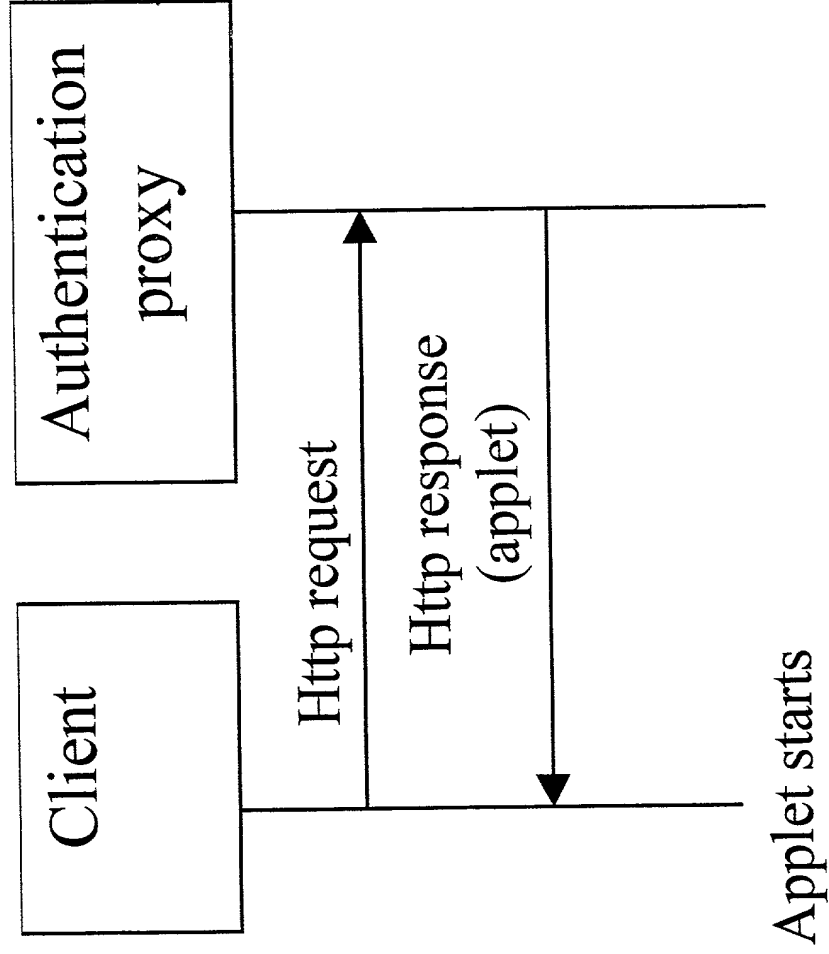 Client
Authentication
proxy
Http request
Http response
(applet)
Applet starts